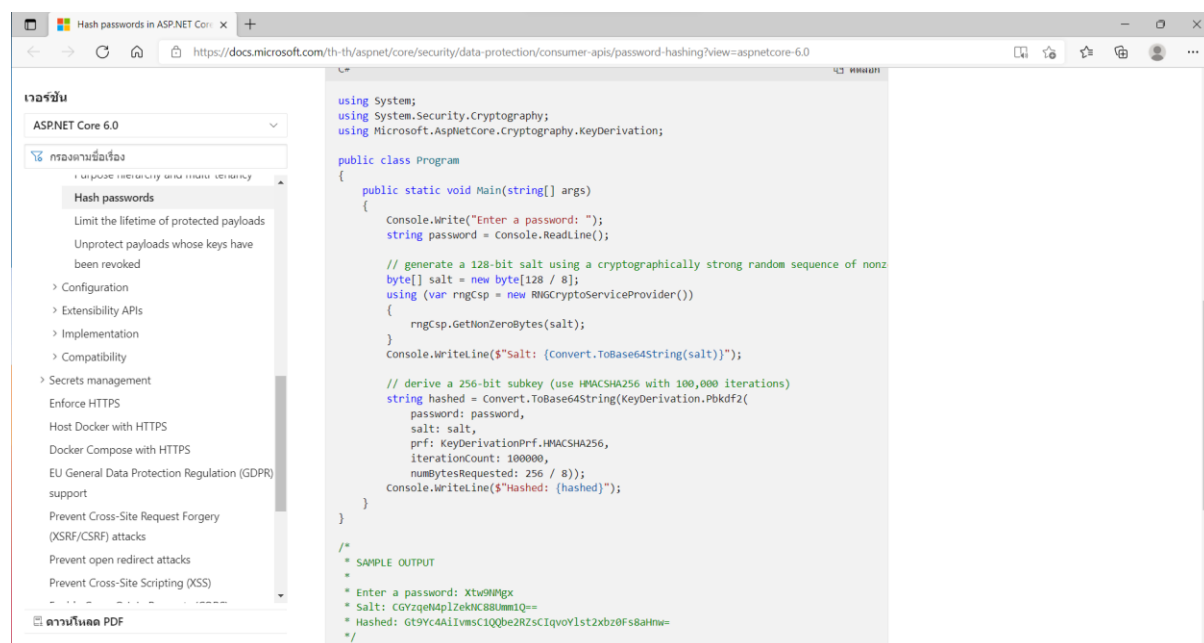 Hash passwords in ASP.NET Cor
https://docs.microsoft.com/th-th/aspnet/core/security/data-protection/consumer-apis/password-hashing?view=aspnetcore-6.0
เวอร์ชัน
ASP.NET Core 6.0
กรองตามชื่อเรื่อง
Purpose hierarchy and multi-tenancy
Hash passwords
Limit the lifetime of protected payloads
Unprotect payloads whose keys have
been revoked
Configuration
Extensibility APIs
Implementation
Compatibility
Secrets management
Enforce HTTPS
Host Docker with HTTPS
Docker Compose with HTTPS
EU General Data Protection Regulation (GDPR)
support
Prevent Cross-Site Request Forgery
(XSRF/CSRF) attacks
Prevent open redirect attacks
Prevent Cross-Site Scripting (XSS)
ดาวน์โหลด PDF
C#
คัดลอก
using System;
using System.Security.Cryptography;
using Microsoft.AspNetCore.Cryptography.KeyDerivation;
public class Program
{
public static void Main(string[] args)
{
Console.Write("Enter a password: ");
string password = Console.ReadLine();
// generate a 128-bit salt using a cryptographically strong random sequence of nonz
byte[] salt = new byte[128 / 8];
using (var rngCsp = new RNGCryptoServiceProvider())
{
rngCsp.GetNonZeroBytes(salt);
}
Console.WriteLine($"Salt: {Convert.ToBase64String(salt)}");
// derive a 256-bit subkey (use HMACSHA256 with 100,000 iterations)
string hashed = Convert.ToBase64String(KeyDerivation.Pbkdf2(
password: password,
salt: salt,
prf: KeyDerivationPrf.HMACSHA256,
iterationCount: 100000,
numBytesRequested: 256 / 8));
Console.WriteLine($"Hashed: {hashed}");
}
}
/*
* SAMPLE OUTPUT
*
* Enter a password: Xtw9NMgx
* Salt: CGYzqeN4plZekNC88Umm1Q==
* Hashed: Gt9Yc4AiIvmsC1QQbe2RZsCIqvoYlst2xbz0Fs8aHnw=
*/